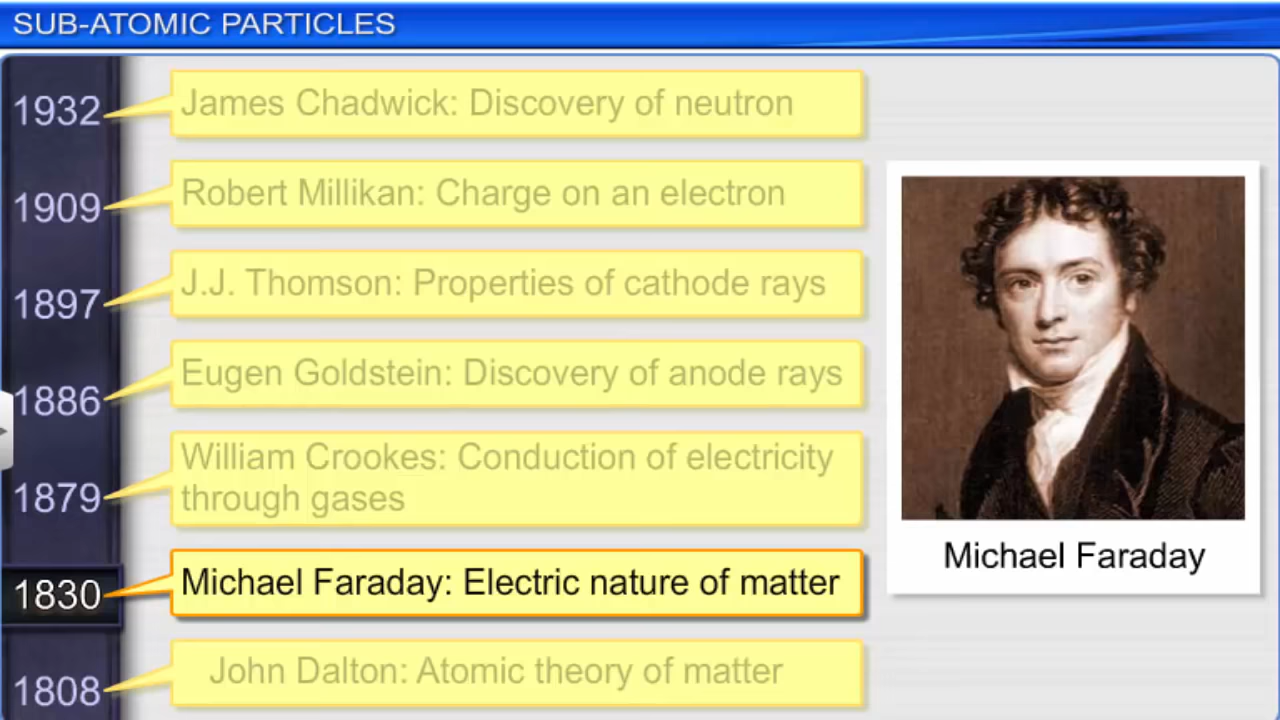 SUB-ATOMIC PARTICLES
1932
James Chadwick: Discovery of neutron
1909
Robert Millikan: Charge on an electron
1897
J.J. Thomson: Properties of cathode rays
1886
Eugen Goldstein: Discovery of anode rays
1879
William Crookes: Conduction of electricity
through gases
1830
Michael Faraday: Electric nature of matter
1808
John Dalton: Atomic theory of matter
Michael Faraday